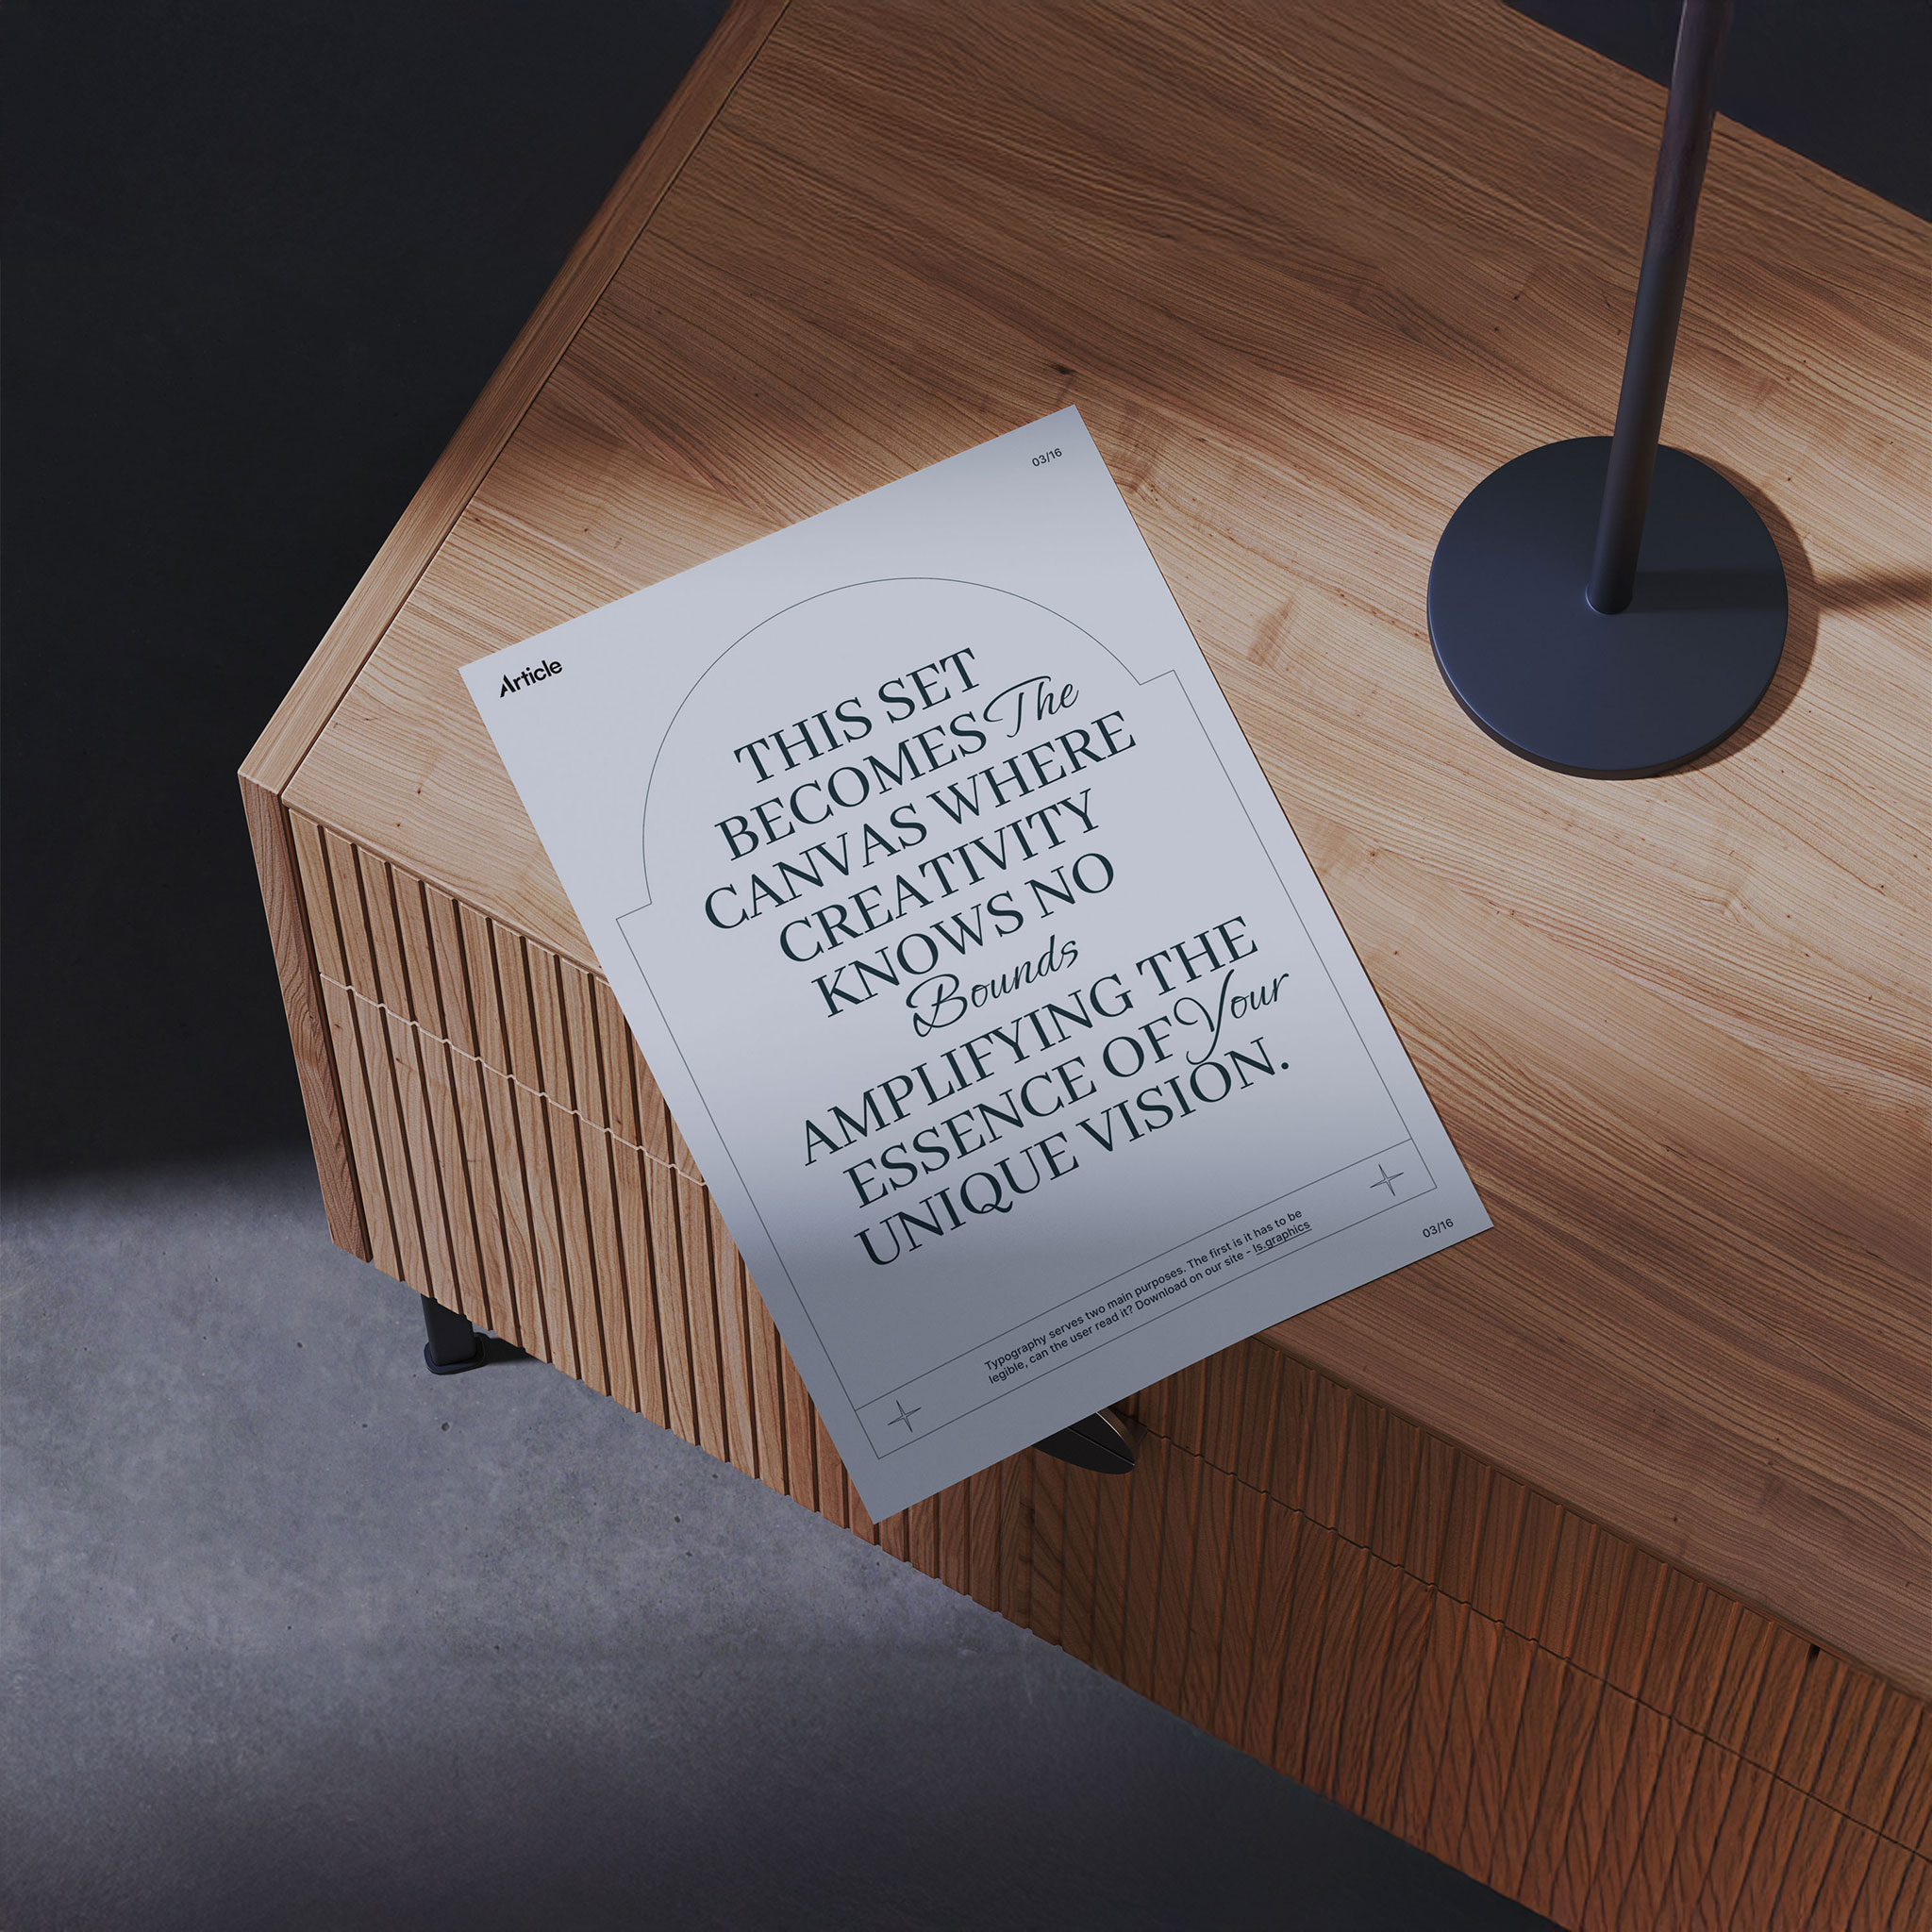 Article
03/16
THIS SET
BECOMES The
CANVAS WHERE
CREATIVITY
KNOWS NO
Bounds
AMPLIFYING THE
ESSENCE OF Your
UNIQUE VISION.
Typography serves two main purposes. The first is it has to be
legible, can the user read it? Download on our site - ls.graphics
03/16